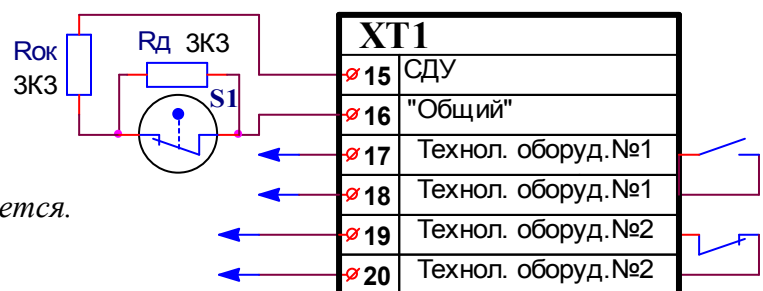 Rок
3К3
Rд 3К3
S1
ется.
XT1
15 СДУ
16 "Общий"
17 Технол. оборуд.№1
18 Технол. оборуд.№1
19 Технол. оборуд.№2
20 Технол. оборуд.№2